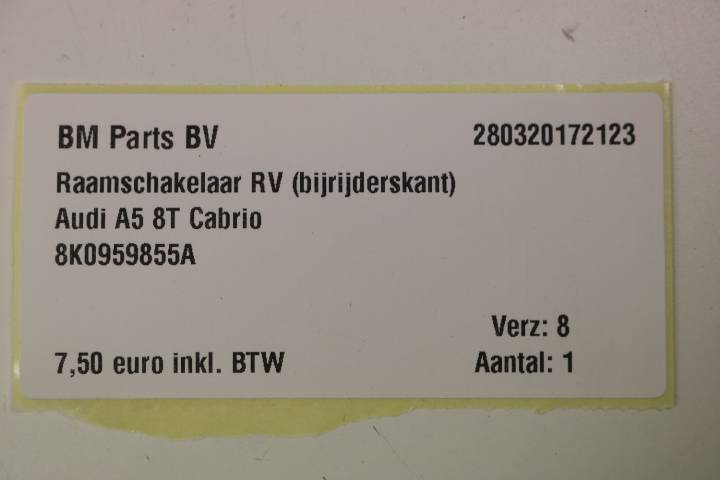 BM Parts BV 280320172123
Raamschakelaar RV (bijrijderskant)
Audi A5 8T Cabrio
8K0959855A
Verz: 8
7,50 euro inkl. BTW Aantal: 1